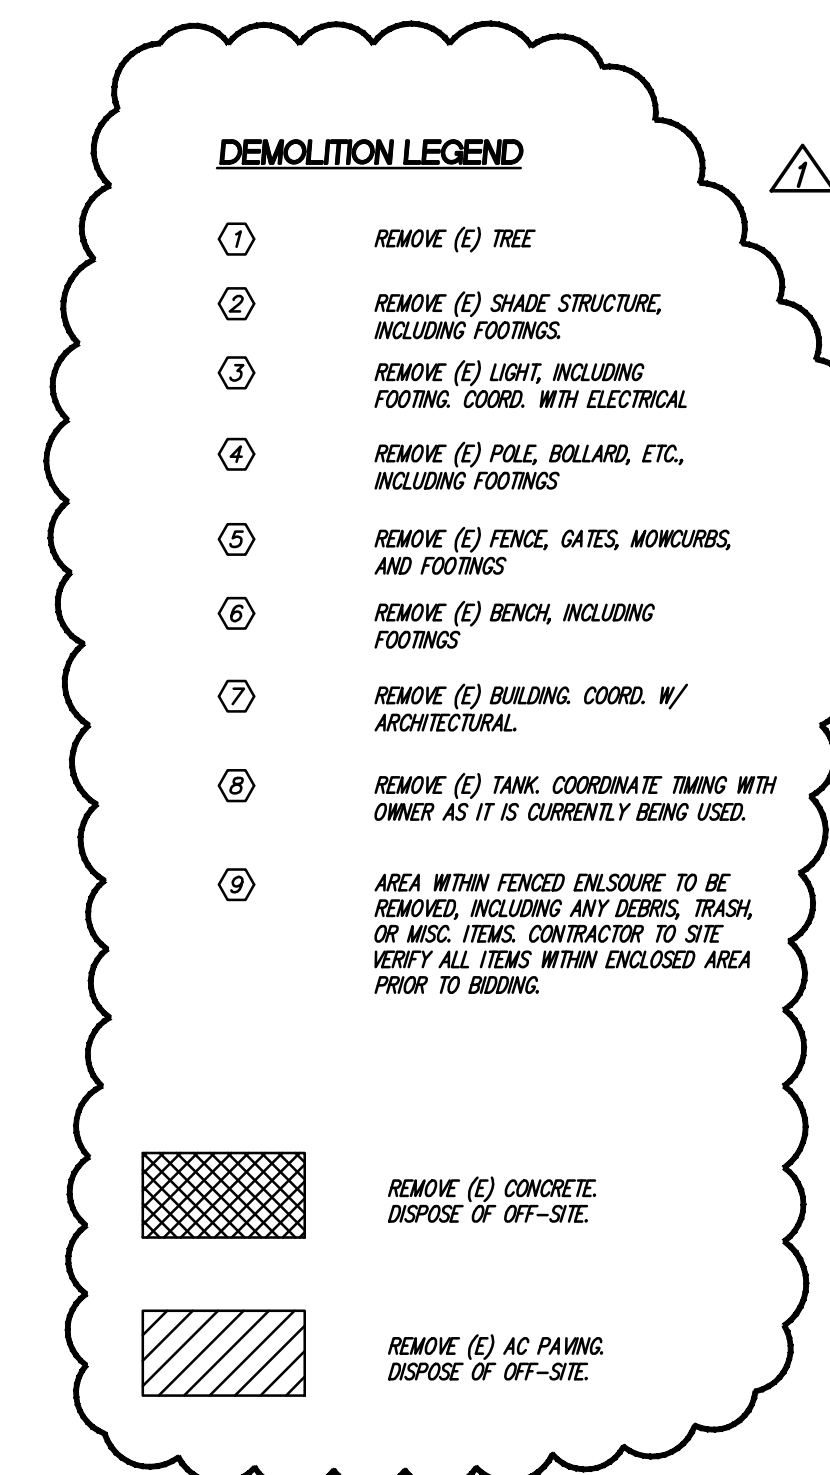 DEMOLITION LEGEND
1
1 REMOVE (E) TREE
2 REMOVE (E) SHADE STRUCTURE,
INCLUDING FOOTINGS.
3 REMOVE (E) LIGHT, INCLUDING
FOOTING. COORD. WITH ELECTRICAL
4 REMOVE (E) POLE, BOLLARD, ETC.,
INCLUDING FOOTINGS
5 REMOVE (E) FENCE, GATES, MOWCURBS,
AND FOOTINGS
6 REMOVE (E) BENCH, INCLUDING
FOOTINGS
7 REMOVE (E) BUILDING. COORD. W/
ARCHITECTURAL.
8 REMOVE (E) TANK. COORDINATE TIMING WITH
OWNER AS IT IS CURRENTLY BEING USED.
9 AREA WITHIN FENCED ENLSOURE TO BE
REMOVED, INCLUDING ANY DEBRIS, TRASH,
OR MISC. ITEMS. CONTRACTOR TO SITE
VERIFY ALL ITEMS WITHIN ENCLOSED AREA
PRIOR TO BIDDING.
REMOVE (E) CONCRETE.
DISPOSE OF OFF-SITE.
REMOVE (E) AC PAVING.
DISPOSE OF OFF-SITE.